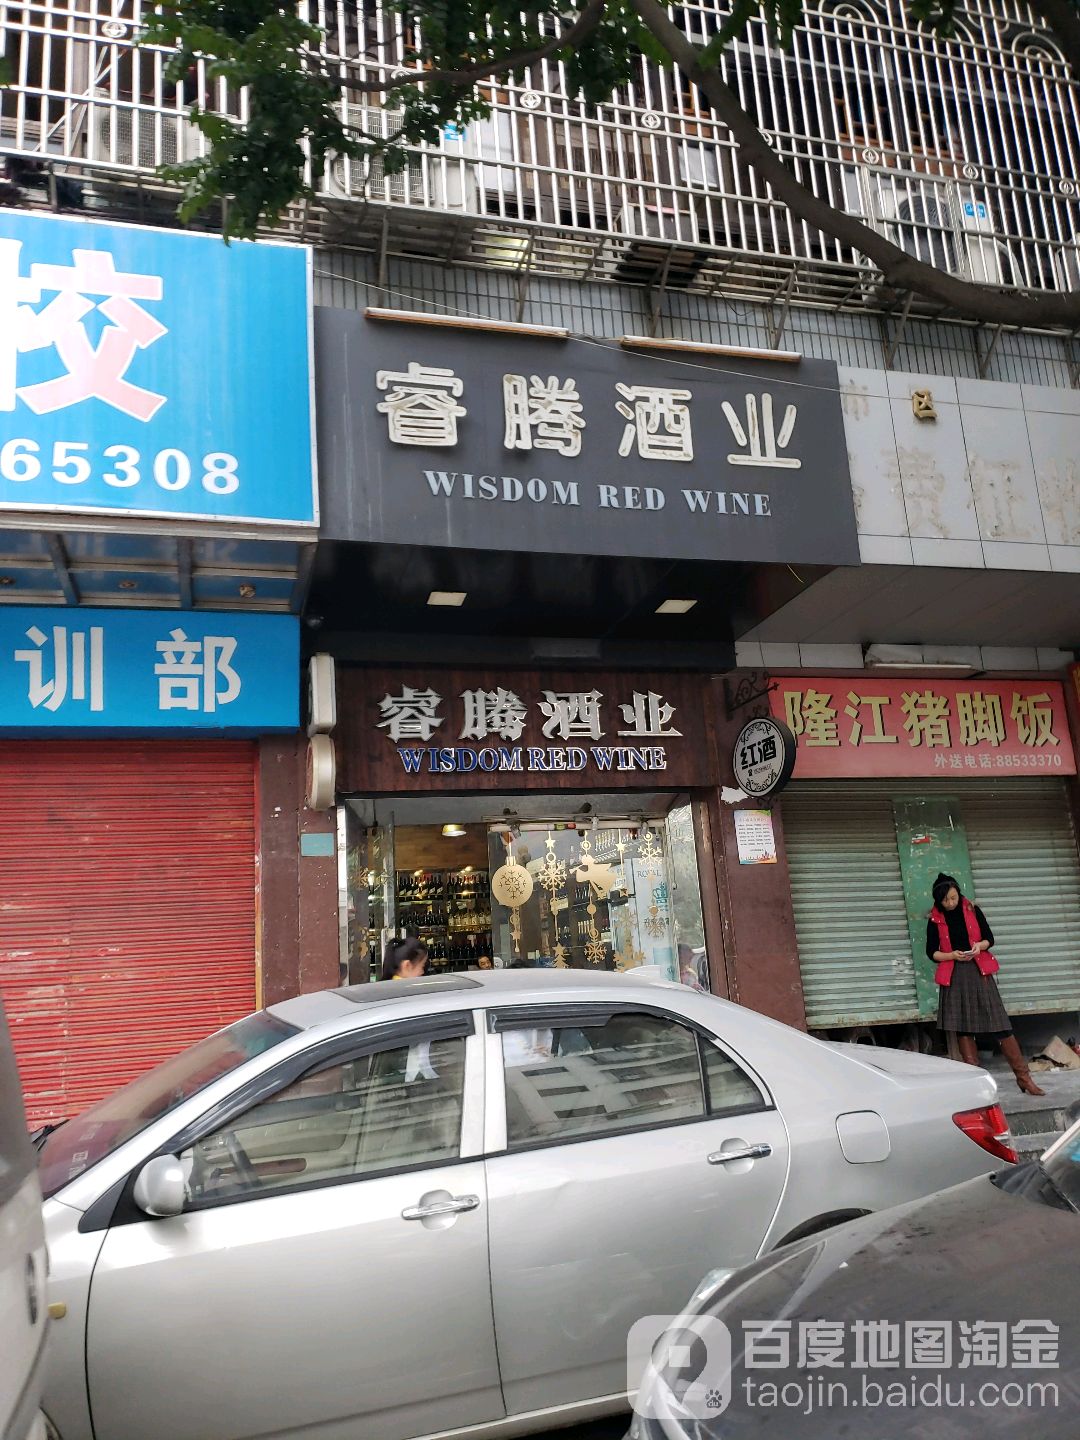 校
65308
训部
睿腾酒业
WISDOM RED WINE
睿腾酒业
WISDOM RED WINE
红酒
隆江猪脚饭
外送电话:88533370
ROYAL
百度地图淘金
taojin.baidu.com